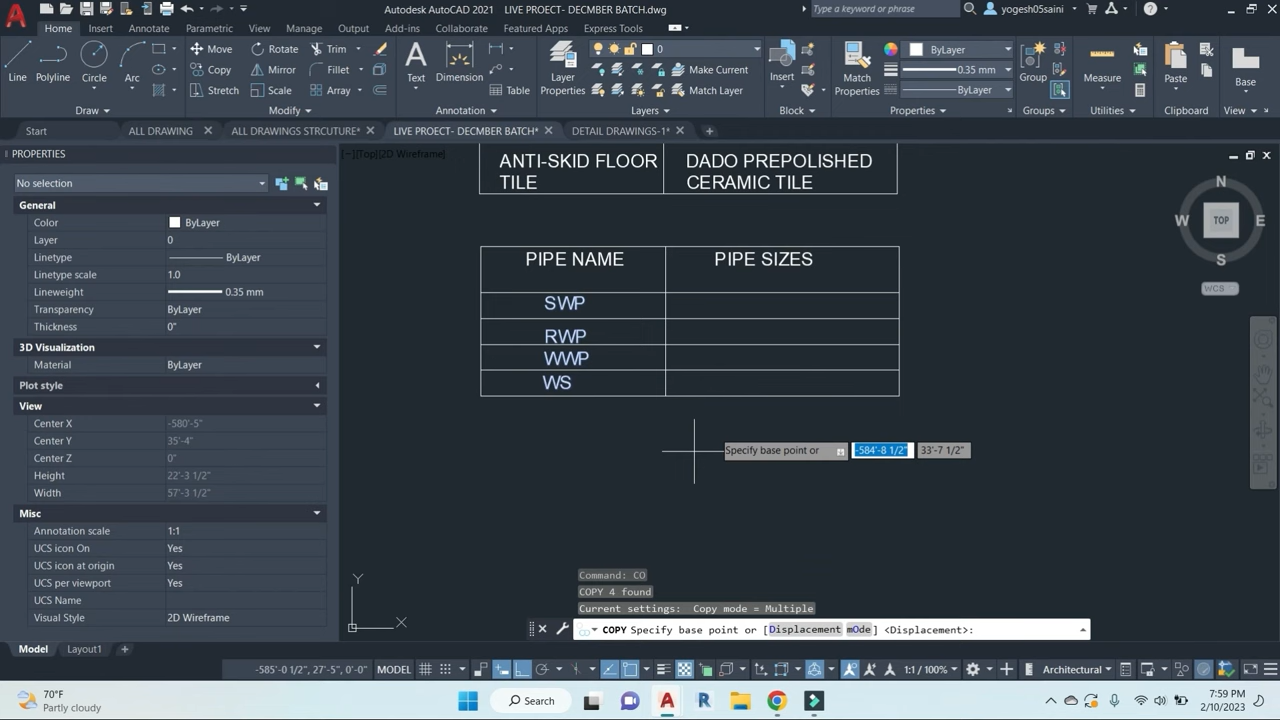 Autodesk AutoCAD 2021 LIVE PROECT- DECMBER BATCH.dwg
Type a keyword or phrase
yogesh05saini
Home Insert Annotate Parametric View Manage Output Add-ins Collaborate Featured Apps Express Tools
Line Polyline Circle Arc
Move Rotate Trim
Copy Mirror Fillet
Stretch Scale Array
Text Dimension Table
Layer Properties
0
Make Current
Match Layer
Insert
Match Properties
ByLayer
0.35 mm
ByLayer
Group
Measure
Paste
Base
Draw Modify Annotation Layers Block Properties Groups Utilities Clipboard View
Start ALL DRAWING ALL DRAWINGS STRCUTURE* LIVE PROECT- DECMBER BATCH* DETAIL DRAWINGS-1*
PROPERTIES
[−][Top][2D Wireframe]
No selection
General
Color ByLayer
Layer 0
Linetype ByLayer
Linetype scale 1.0
Lineweight 0.35 mm
Transparency ByLayer
Thickness 0"
3D Visualization
Material ByLayer
Plot style
View
Center X -580'-5"
Center Y 35'-4"
Center Z 0"
Height 22'-3 1/2"
Width 57'-3 1/2"
Misc
Annotation scale 1:1
UCS icon On Yes
UCS icon at origin Yes
UCS per viewport Yes
UCS Name
Visual Style 2D Wireframe
ANTI-SKID FLOOR TILE
DADO PREPOLISHED CERAMIC TILE
PIPE NAME PIPE SIZES
SWP
RWP
WWP
WS
N
W TOP E
S
WCS
Specify base point or -584'-8 1/2" 33'-7 1/2"
Y
X
Command: CO
COPY 4 found
Current settings: Copy mode = Multiple
COPY Specify base point or [Displacement mOde] <Displacement>:
Model Layout1
-585'-0 1/2", 27'-5", 0'-0" MODEL 1:1 / 100% Architectural
70°F
Partly cloudy
Search
7:59 PM
2/10/2023